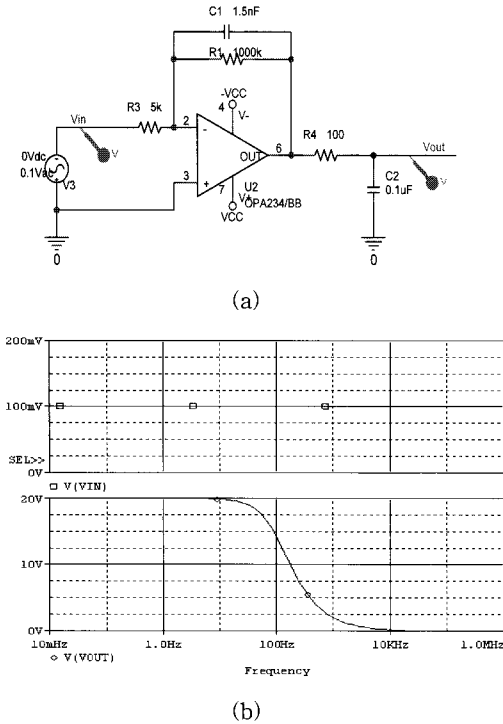 C1 1.5nF
R1 1000k
R3 5k
Vin
-VCC
4
V-
2
-
OUT
6
R4 100
Vout
V
V
0Vdc
0.1Vac
V3
3
+
7
V+
U2
OPA234/BB
VCC
C2
0.1uF
0
0
(a)
200mV
100mV
SEL>>
0V
V(VIN)
20V
10V
0V
10mHz 1.0Hz 100Hz 10KHz 1.0MHz
V(VOUT)
Frequency
(b)